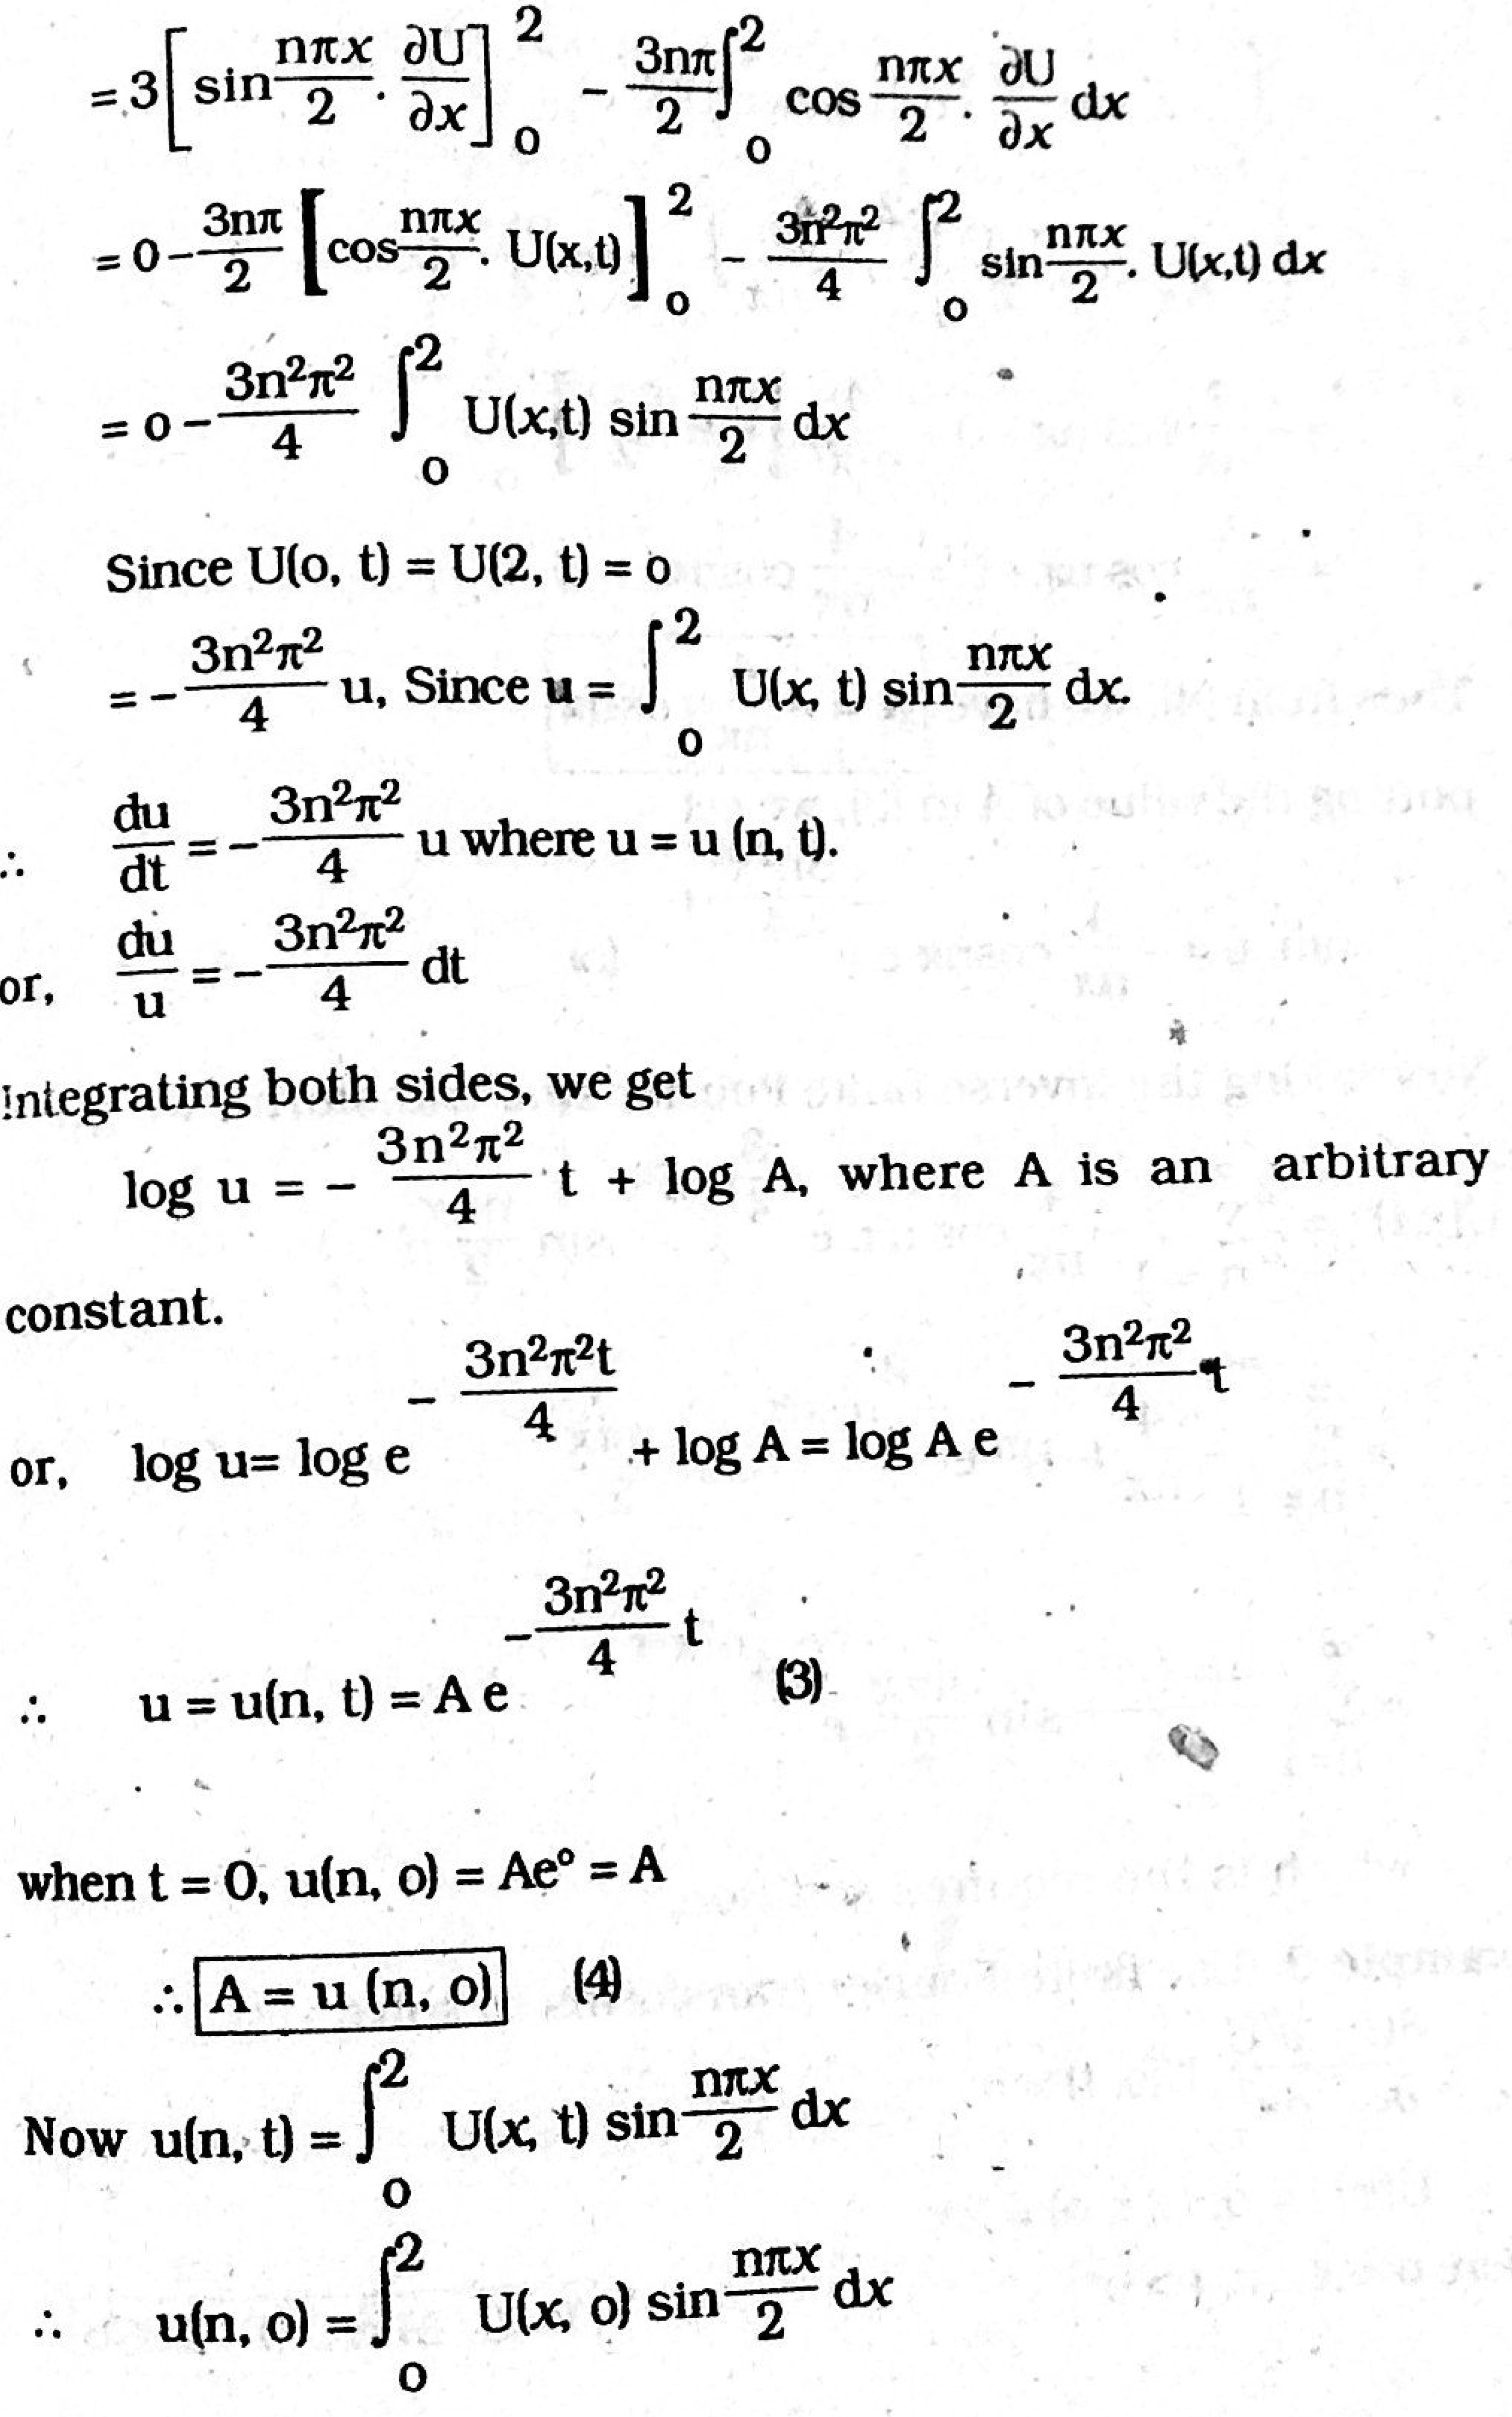 = 3[sin nπx/2 . ∂U/∂x]₀² - 3nπ/2 ∫₀² cos nπx/2 . ∂U/∂x dx
= 0 - 3nπ/2 [cos nπx/2 . U(x,t)]₀² - 3n²π²/4 ∫₀² sin nπx/2 . U(x,t) dx
= o - 3n²π²/4 ∫₀² U(x,t) sin nπx/2 dx
Since U(o, t) = U(2, t) = o
= - 3n²π²/4 u, Since u = ∫₀² U(x, t) sin nπx/2 dx.
∴ du/dt = - 3n²π²/4 u where u = u (n, t).
or, du/u = - 3n²π²/4 dt
Integrating both sides, we get
log u = - 3n²π²/4 t + log A, where A is an arbitrary
constant.
or, log u= log e^(- 3n²π²t/4) + log A = log A e^(- 3n²π²/4 t)
∴ u = u(n, t) = A e^(- 3n²π²/4 t) (3)
when t = 0, u(n, o) = Ae⁰ = A
∴ A = u (n, o) (4)
Now u(n, t) = ∫₀² U(x, t) sin nπx/2 dx
∴ u(n, o) = ∫₀² U(x, o) sin nπx/2 dx